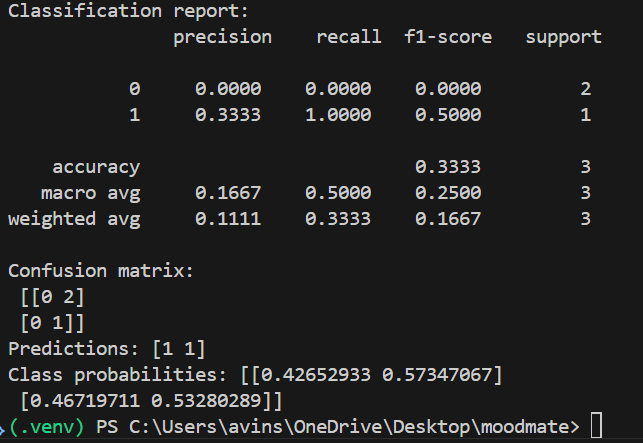 Classification report:
precision recall f1-score support
0 0.0000 0.0000 0.0000 2
1 0.3333 1.0000 0.5000 1
accuracy 0.3333 3
macro avg 0.1667 0.5000 0.2500 3
weighted avg 0.1111 0.3333 0.1667 3
Confusion matrix:
[[0 2]
[0 1]]
Predictions: [1 1]
Class probabilities: [[0.42652933 0.57347067]
[0.46719711 0.53280289]]
(.venv) PS C:\Users\avins\OneDrive\Desktop\moodmate>